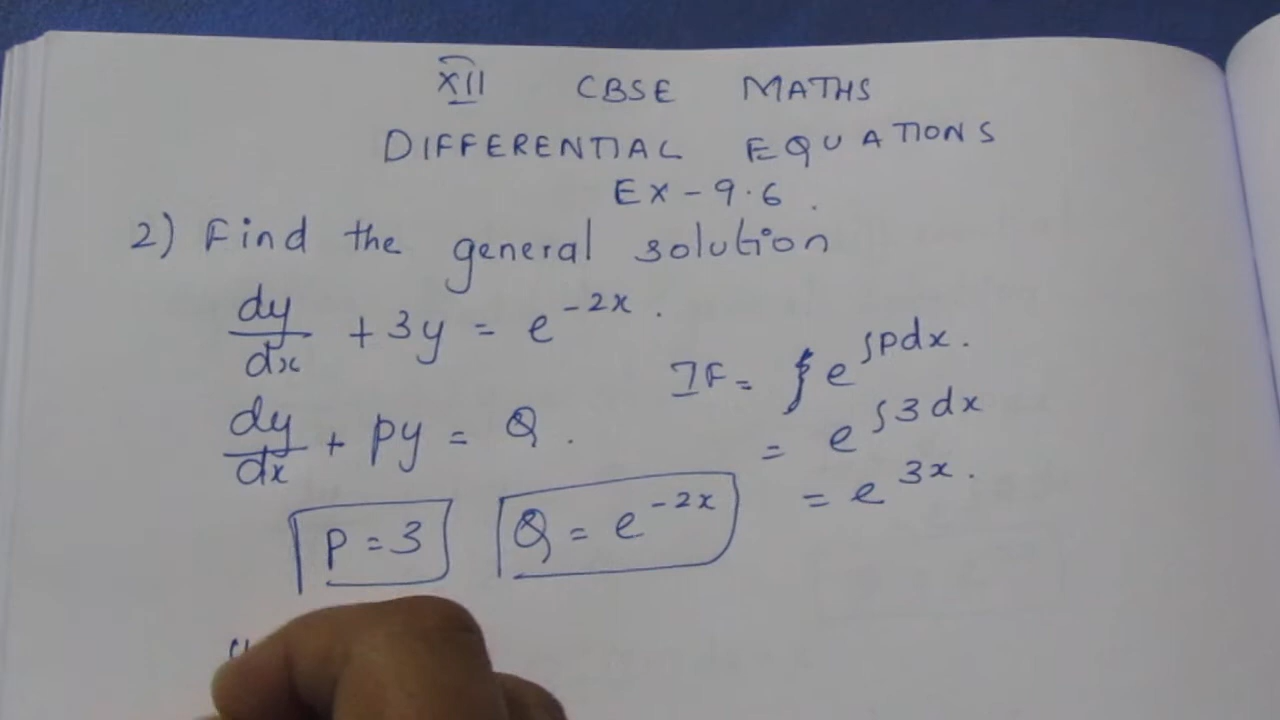 XII CBSE MATHS
DIFFERENTIAL EQUATIONS
EX - 9.6.
2) Find the general solution
dy/dx + 3y = e^{-2x}.
dy/dx + Py = Q.
P = 3
Q = e^{-2x}
IF = e^{∫Pdx}.
= e^{∫3dx}
= e^{3x}.